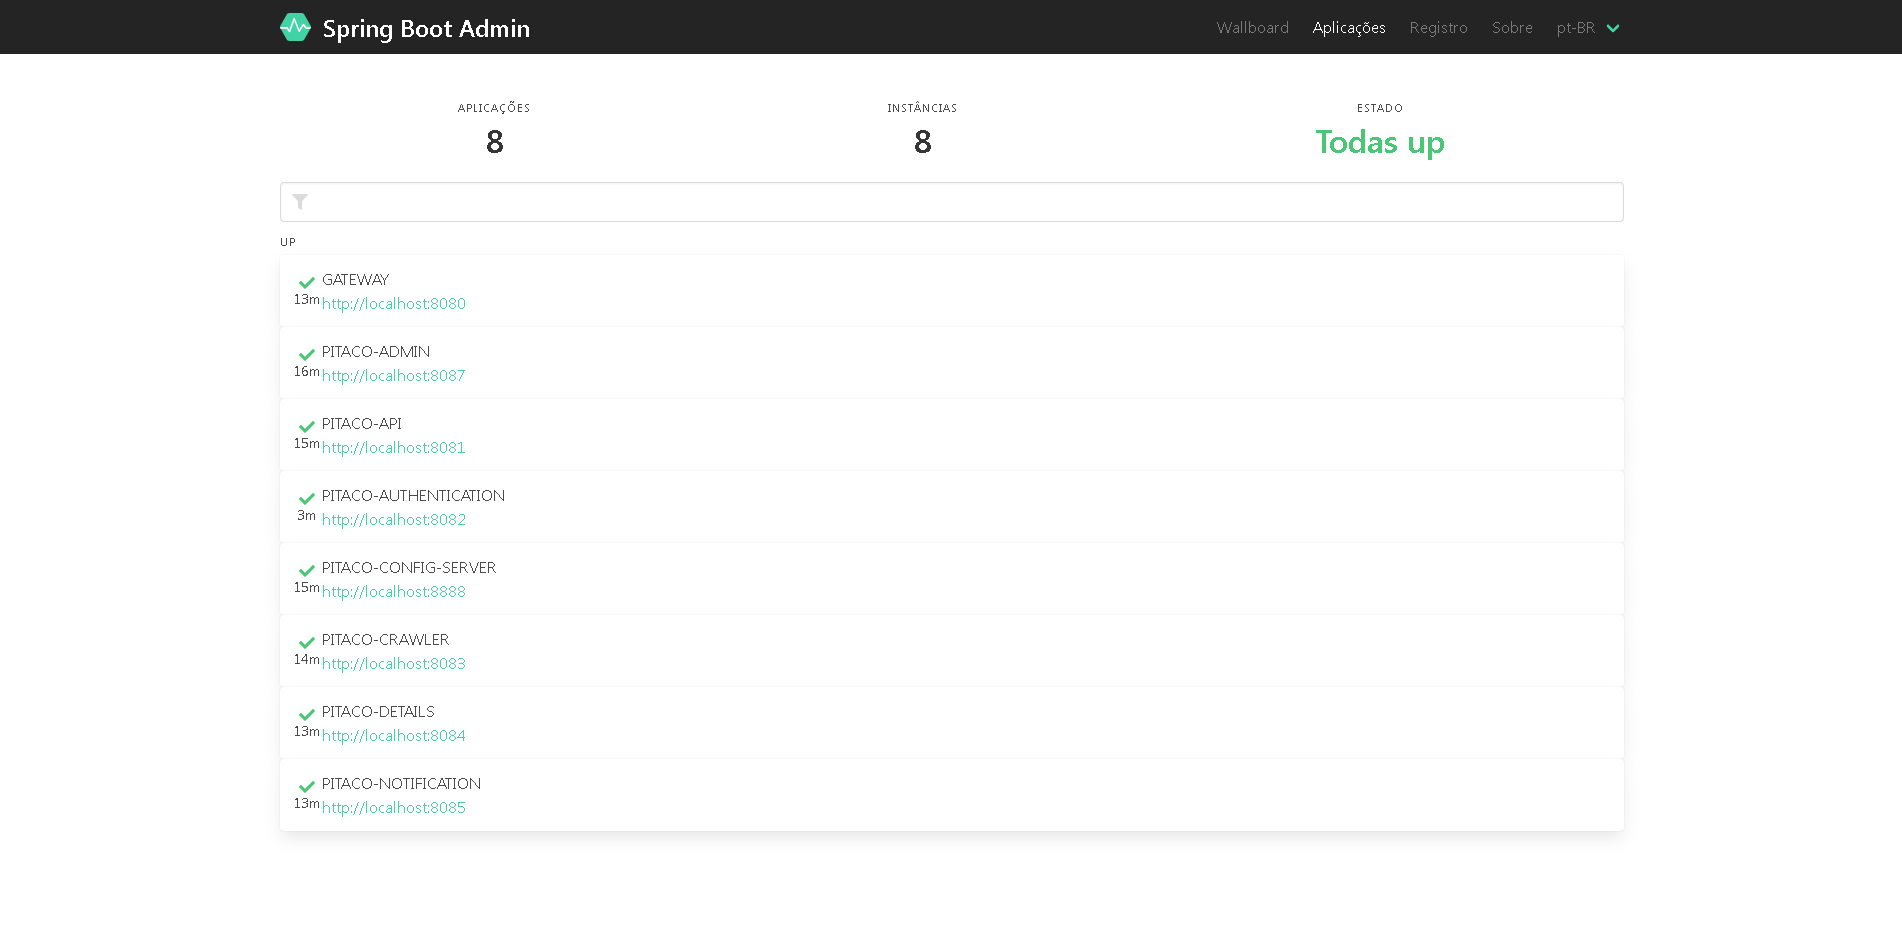 Spring Boot Admin
Wallboard Aplicações Registro Sobre pt-BR
APLICAÇÕES INSTÂNCIAS ESTADO
8 8 Todas up
UP
GATEWAY
13m http://localhost:8080
PITACO-ADMIN
16m http://localhost:8087
PITACO-API
15m http://localhost:8081
PITACO-AUTHENTICATION
3m http://localhost:8082
PITACO-CONFIG-SERVER
15m http://localhost:8888
PITACO-CRAWLER
14m http://localhost:8083
PITACO-DETAILS
13m http://localhost:8084
PITACO-NOTIFICATION
13m http://localhost:8085